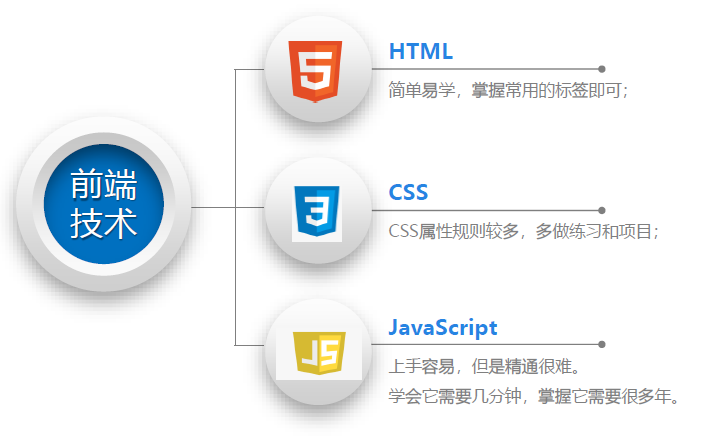 前端
技术
HTML
简单易学，掌握常用的标签即可；
CSS
CSS属性规则较多，多做练习和项目；
JavaScript
上手容易，但是精通很难。
学会它需要几分钟，掌握它需要很多年。
5
3
JS